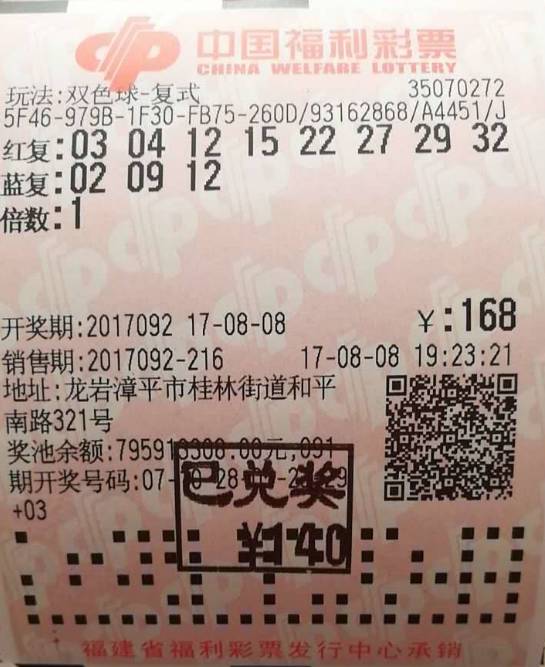 中国福利彩票
CHINA WELFARE LOTTERY
玩法:双色球-复式 35070272
5F46-979B-1F30-FB75-260D/93162868/A4451/J
红复:03 04 12 15 22 27 29 32
蓝复:02 09 12
倍数:1
开奖期:2017092 17-08-08 ¥:168
销售期:2017092-216 17-08-08 19:23:21
地址:龙岩漳平市桂林街道和平
南路321号
奖池余额:795918308.00元,091
期开奖号码:07-
+03
已兑奖
福建省福利彩票发行中心承销